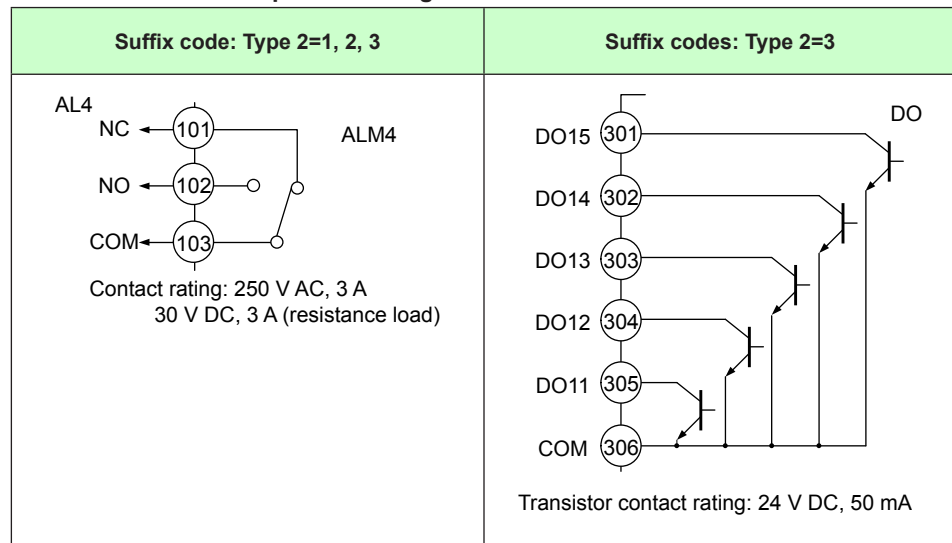 Suffix code: Type 2=1, 2, 3
AL4
NC 101
ALM4
NO 102
COM 103
Contact rating: 250 V AC, 3 A
30 V DC, 3 A (resistance load)
Suffix codes: Type 2=3
DO
DO15 301
DO14 302
DO13 303
DO12 304
DO11 305
COM 306
Transistor contact rating: 24 V DC, 50 mA